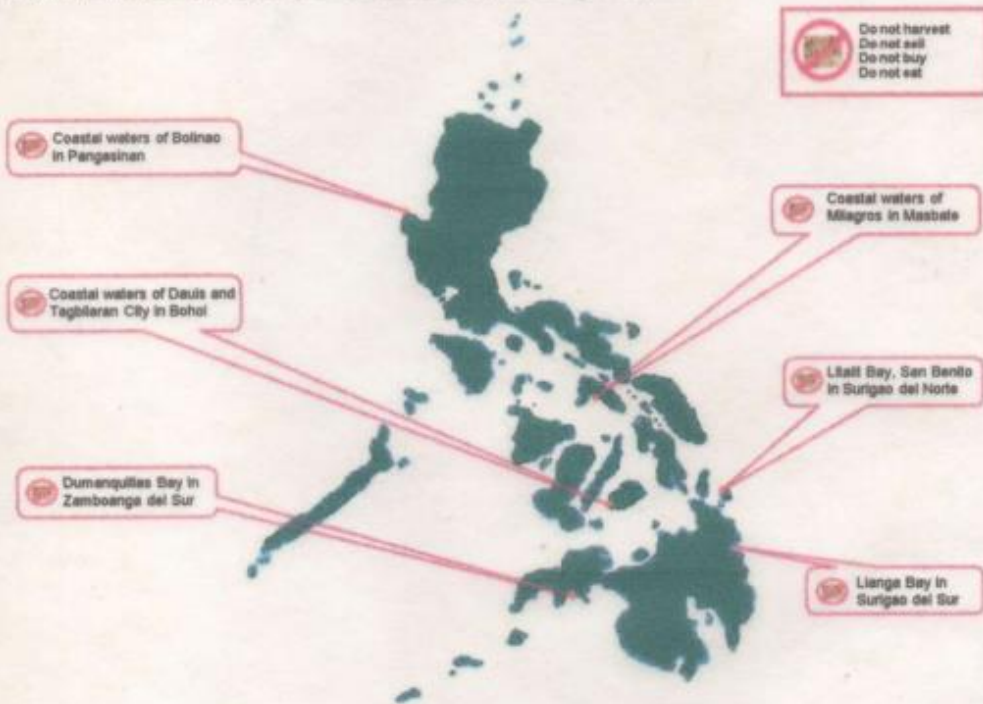 Do not harvest
Do not sell
Do not buy
Do not eat
Coastal waters of Bolinao
in Pangasinan
Coastal waters of
Milagros in Masbate
Coastal waters of Dauis and
Tagbilaran City in Bohol
Litalit Bay, San Benito
in Surigao del Norte
Dumanquillas Bay in
Zamboanga del Sur
Lianga Bay in
Surigao del Sur